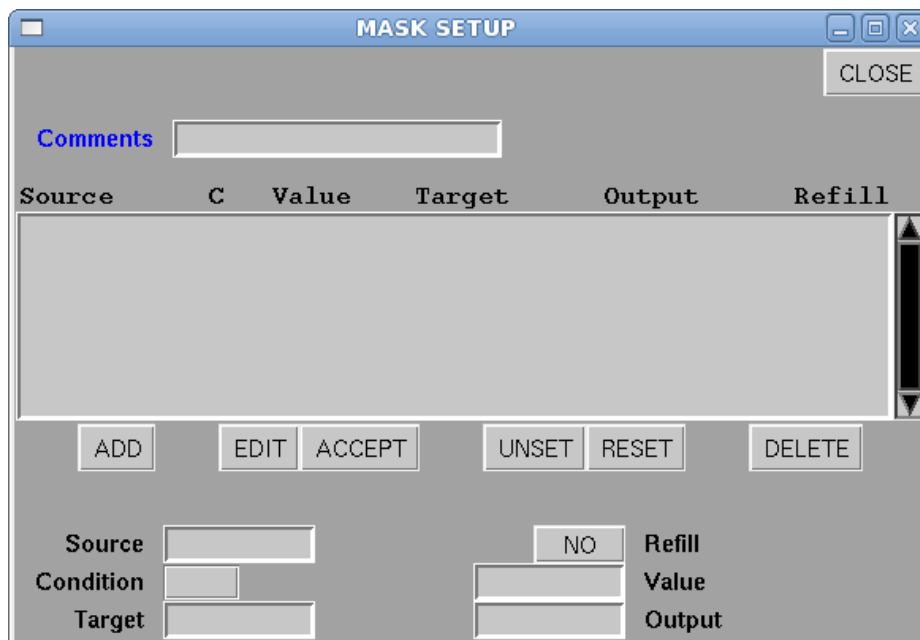 MASK SETUP
CLOSE
Comments
Source C Value Target Output Refill
ADD EDIT ACCEPT UNSET RESET DELETE
Source NO Refill
Condition Value
Target Output